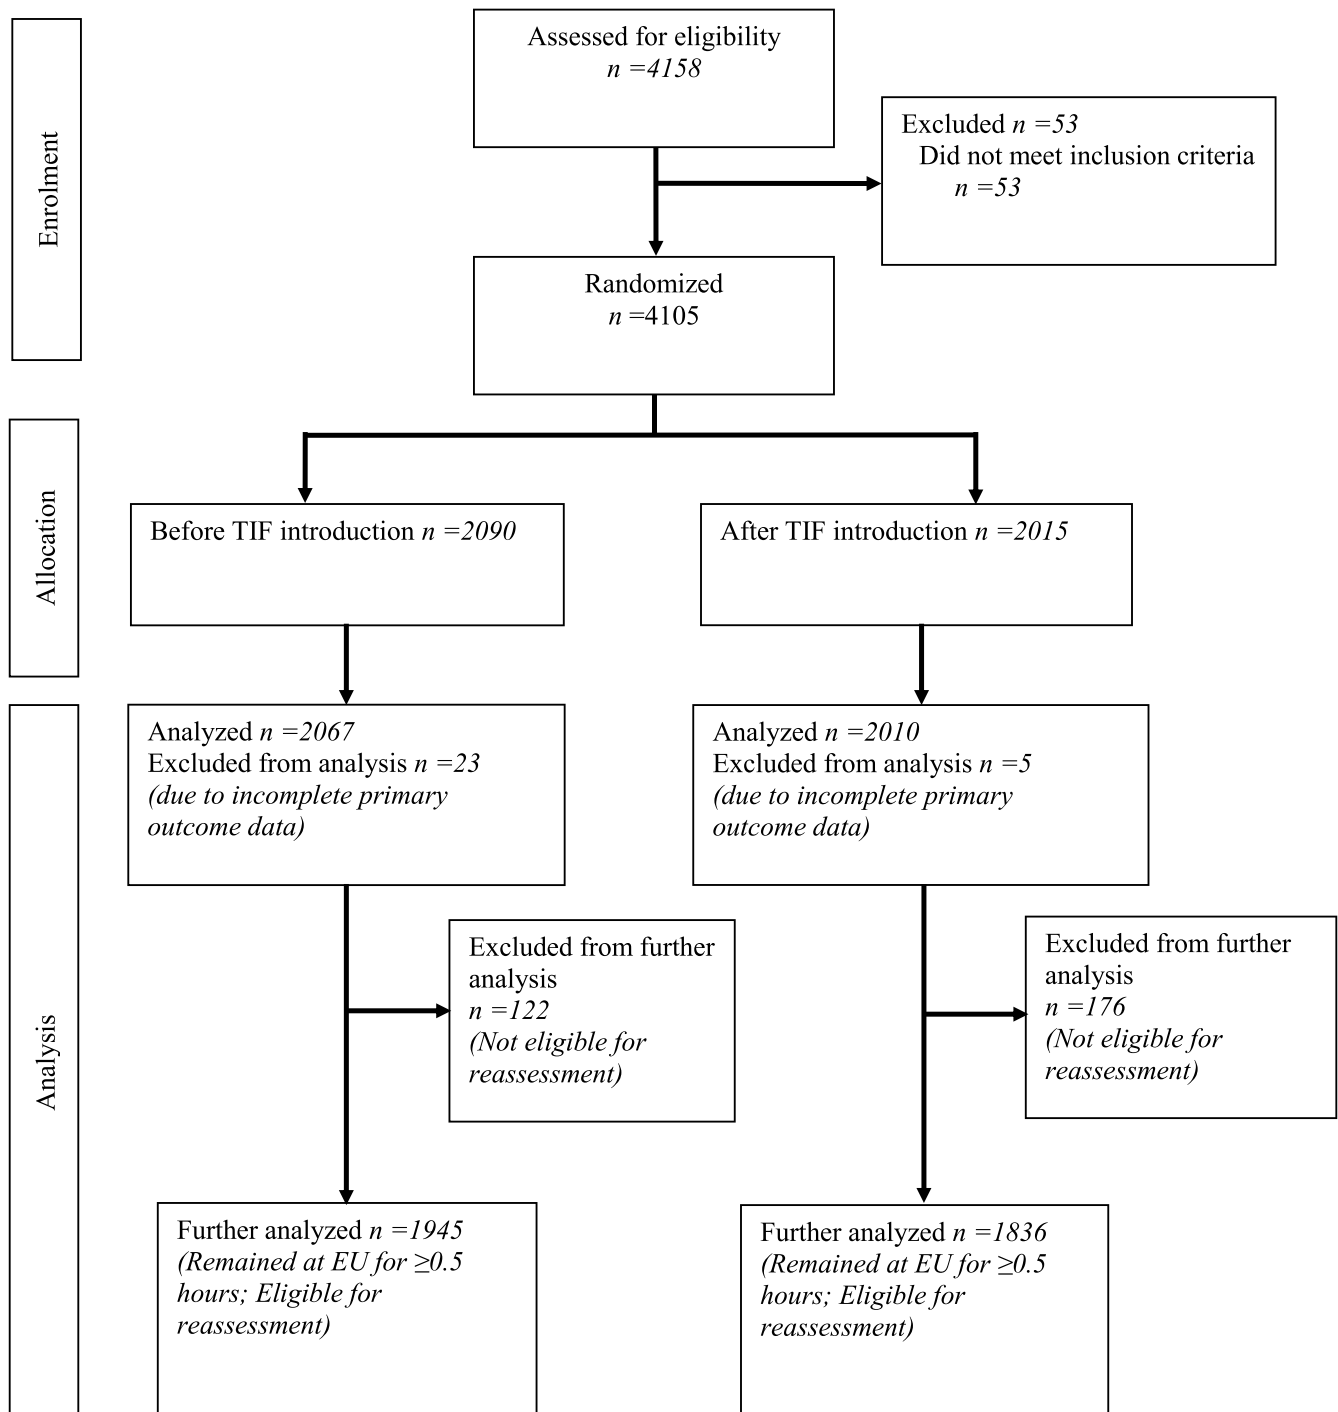 Enrolment
Assessed for eligibility
n =4158
Excluded n =53
Did not meet inclusion criteria
n =53
Randomized
n =4105
Allocation
Before TIF introduction n =2090
After TIF introduction n =2015
Analysis
Analyzed n =2067
Excluded from analysis n =23
(due to incomplete primary
outcome data)
Analyzed n =2010
Excluded from analysis n =5
(due to incomplete primary
outcome data)
Excluded from further
analysis
n =122
(Not eligible for
reassessment)
Excluded from further
analysis
n =176
(Not eligible for
reassessment)
Further analyzed n =1945
(Remained at EU for ≥0.5
hours; Eligible for
reassessment)
Further analyzed n =1836
(Remained at EU for ≥0.5
hours; Eligible for
reassessment)